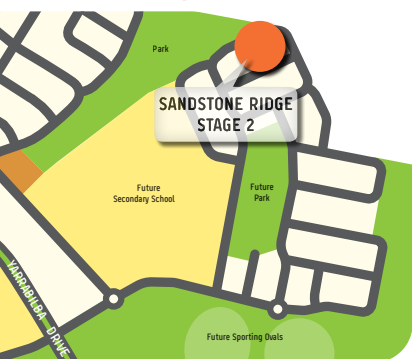 Park
SANDSTONE RIDGE
STAGE 2
Future
Secondary School
Future
Park
YARRABILBA DRIVE
Future Sporting Ovals